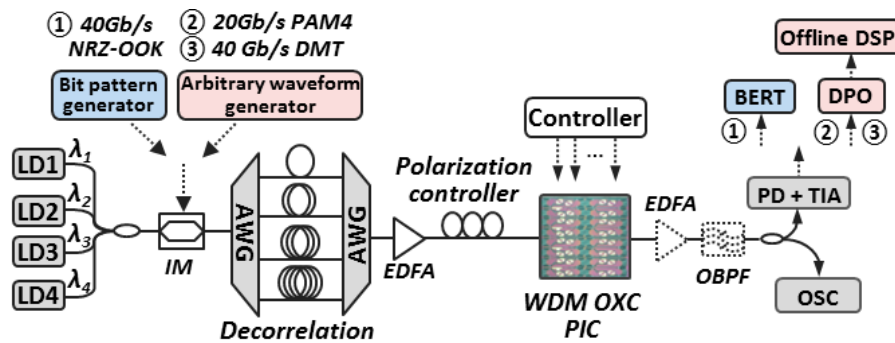 ① 40Gb/s
NRZ-OOK
② 20Gb/s PAM4
③ 40 Gb/s DMT
Bit pattern
generator
Arbitrary waveform
generator
Offline DSP
BERT
DPO
①
②
③
Controller
...
LD1
LD2
LD3
LD4
λ1
λ2
λ3
λ4
IM
AWG
AWG
Decorrelation
EDFA
Polarization
controller
WDM OXC
PIC
EDFA
OBPF
PD + TIA
OSC